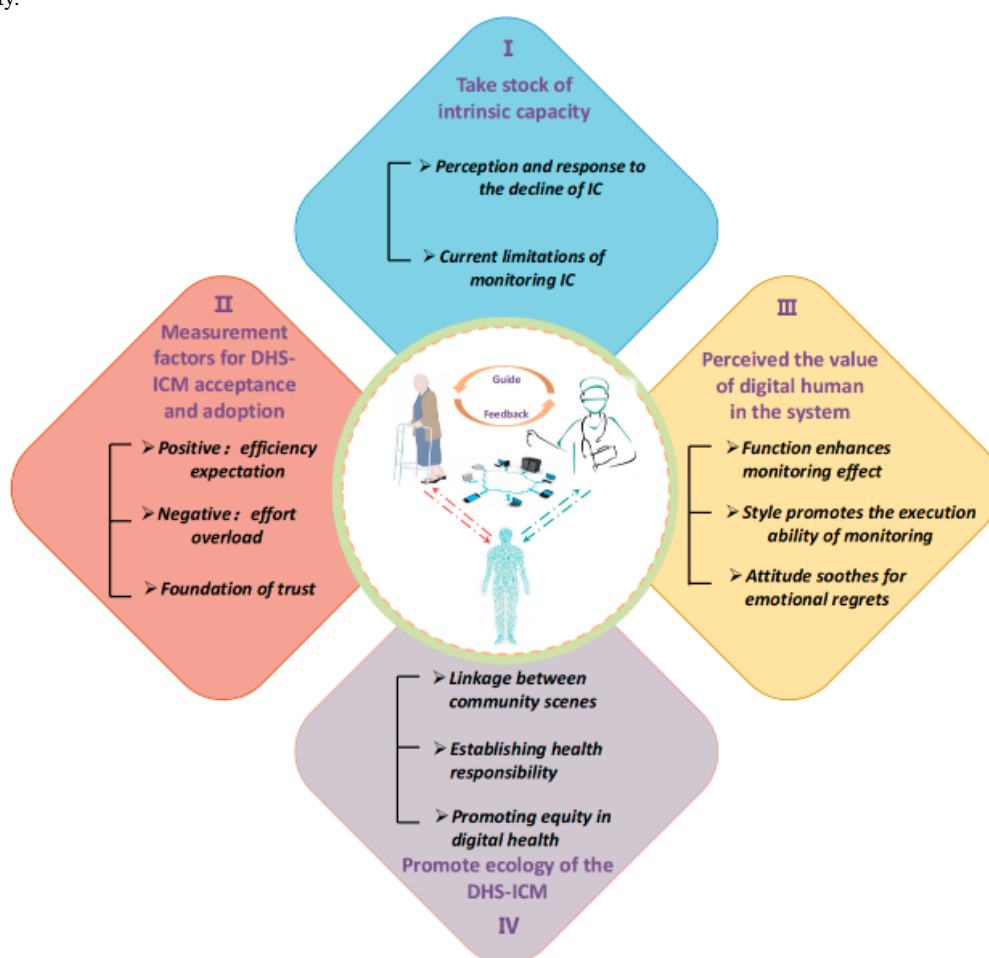 ty.
I
Take stock of
intrinsic capacity
➢ Perception and response to
the decline of IC
➢ Current limitations of
monitoring IC
II
Measurement
factors for DHS-
ICM acceptance
and adoption
➢ Positive：efficiency
expectation
➢ Negative：effort
overload
➢ Foundation of trust
Guide
Feedback
III
Perceived the value
of digital human
in the system
➢ Function enhances
monitoring effect
➢ Style promotes the execution
ability of monitoring
➢ Attitude soothes for
emotional regrets
➢ Linkage between
community scenes
➢ Establishing health
responsibility
➢ Promoting equity in
digital health
Promote ecology of the
DHS-ICM
IV